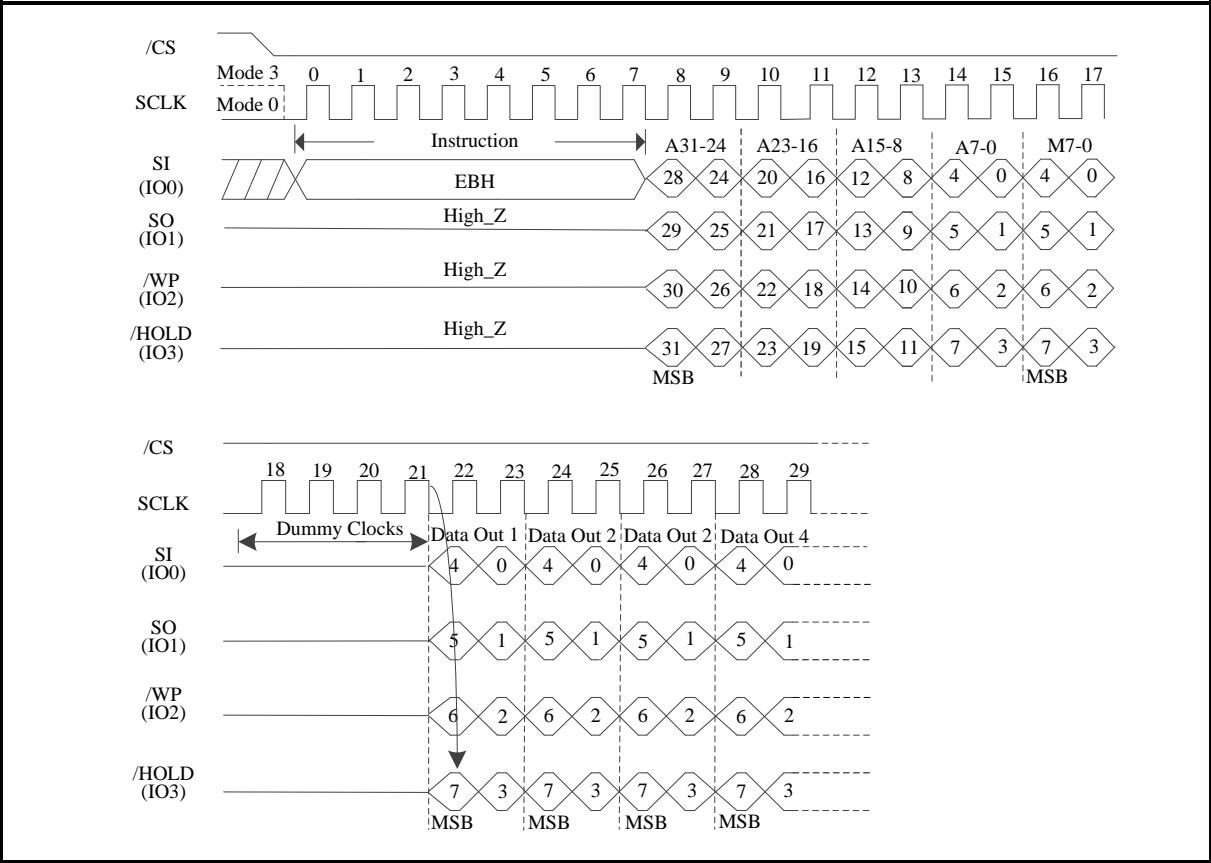 /CS
Mode 3 0 1 2 3 4 5 6 7 8 9 10 11 12 13 14 15 16 17
SCLK Mode 0
Instruction A31-24 A23-16 A15-8 A7-0 M7-0
SI
(IO0) EBH 28 24 20 16 12 8 4 0 4 0
SO
(IO1) High_Z 29 25 21 17 13 9 5 1 5 1
/WP
(IO2) High_Z 30 26 22 18 14 10 6 2 6 2
/HOLD
(IO3) High_Z 31 27 23 19 15 11 7 3 7 3
MSB MSB
/CS
18 19 20 21 22 23 24 25 26 27 28 29
SCLK
Dummy Clocks Data Out 1 Data Out 2 Data Out 2 Data Out 4
SI
(IO0) 4 0 4 0 4 0 4 0
SO
(IO1) 5 1 5 1 5 1 5 1
/WP
(IO2) 6 2 6 2 6 2 6 2
/HOLD
(IO3) 7 3 7 3 7 3 7 3
MSB MSB MSB MSB